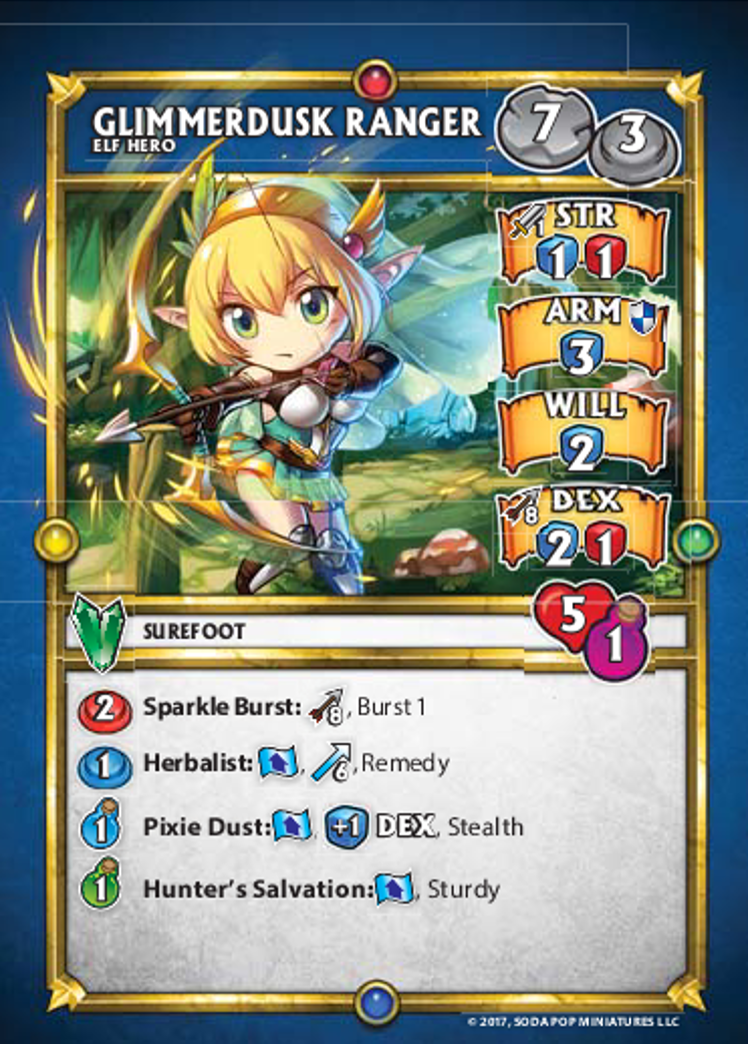 GLIMMERDUSK RANGER 7 3
ELF HERO
1 STR
1 1
ARM
3
WILL
2
8 DEX
2 1
SUREFOOT 5 1
2 Sparkle Burst: 8, Burst 1
1 Herbalist: , 6, Remedy
1 Pixie Dust: , +1 DEX, Stealth
1 Hunter's Salvation: , Sturdy
© 2017, SODA POP MINIATURES LLC